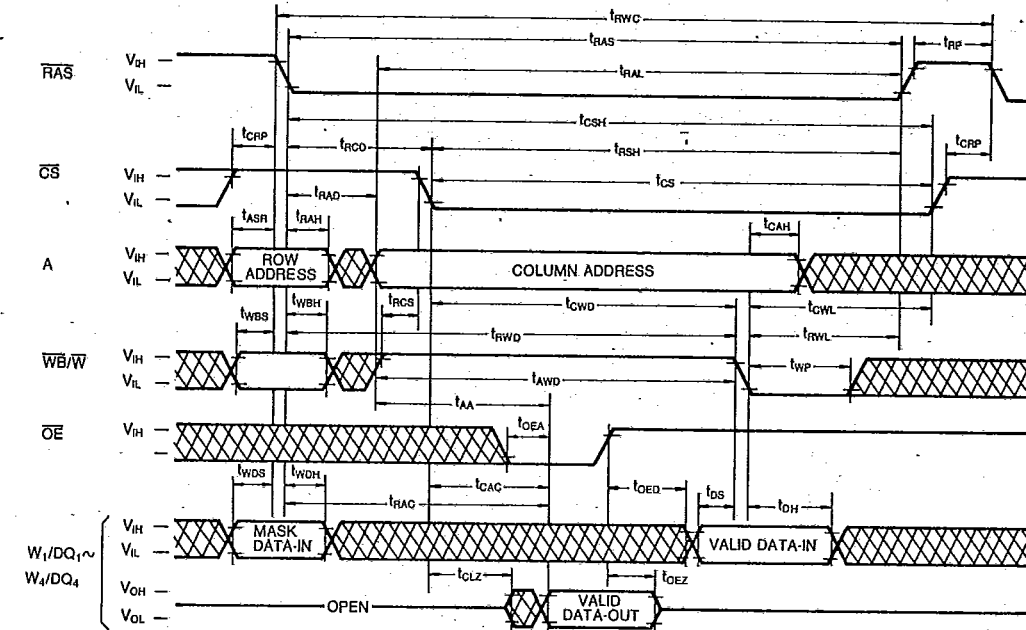 tRWC
tRAS
tRP
RAS
VIH
VIL
tRAL
tCSH
tCRP
tRCD
tRSH
tCRP
CS
VIH
VIL
tRAD
tCS
tASR
tRAH
tCAH
A
VIH
VIL
ROW
ADDRESS
COLUMN ADDRESS
tWBS
tWBH
tRCS
tCWD
tCWL
tRWD
tRWL
WB/W
VIH
VIL
tAWD
tWP
tAA
tOEA
OE
VIH
tWDS
tWDH
tCAC
tOED
tDS
tRAC
tDH
W1/DQ1~
W4/DQ4
VIH
VIL
MASK
DATA-IN
VALID DATA-IN
tCLZ
tOEZ
VOH
VOL
OPEN
VALID
DATA-OUT